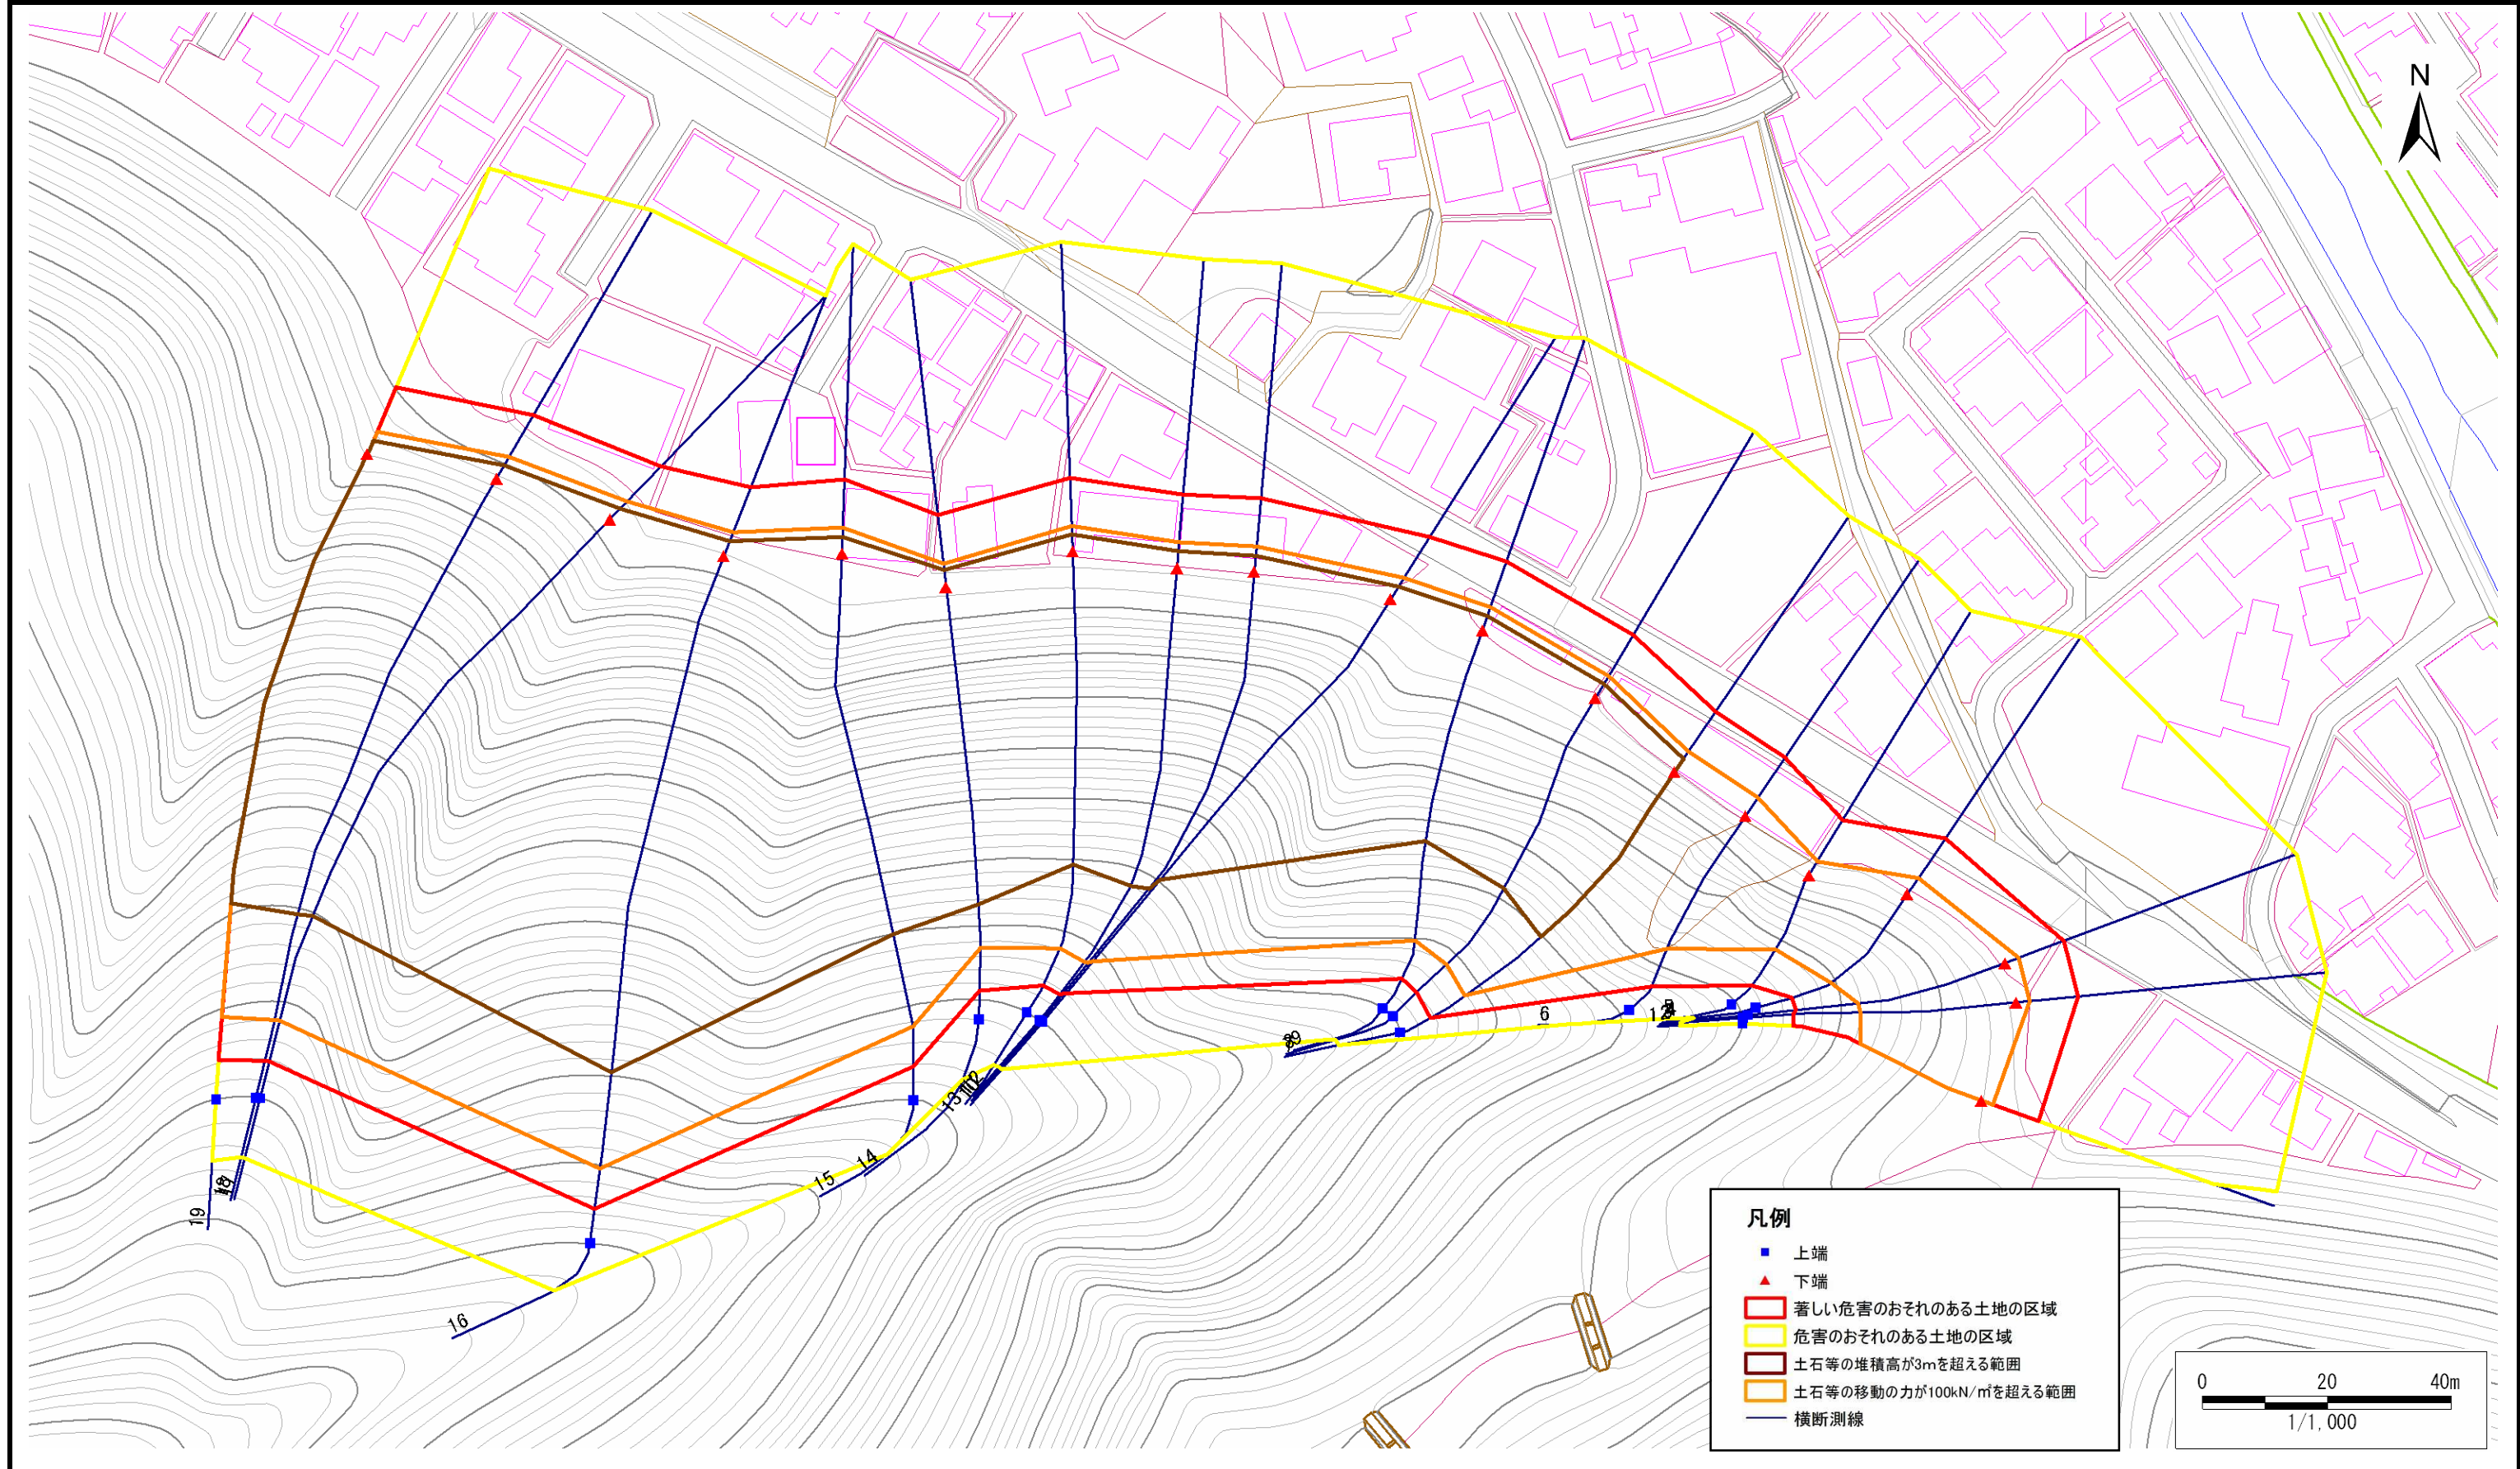 N
6
15
14
13
16
19
凡例
上端
下端
著しい危害のおそれのある土地の区域
危害のおそれのある土地の区域
土石等の堆積高が3mを超える範囲
土石等の移動の力が100kN/㎡を超える範囲
横断測線
0 20 40m
1/1,000